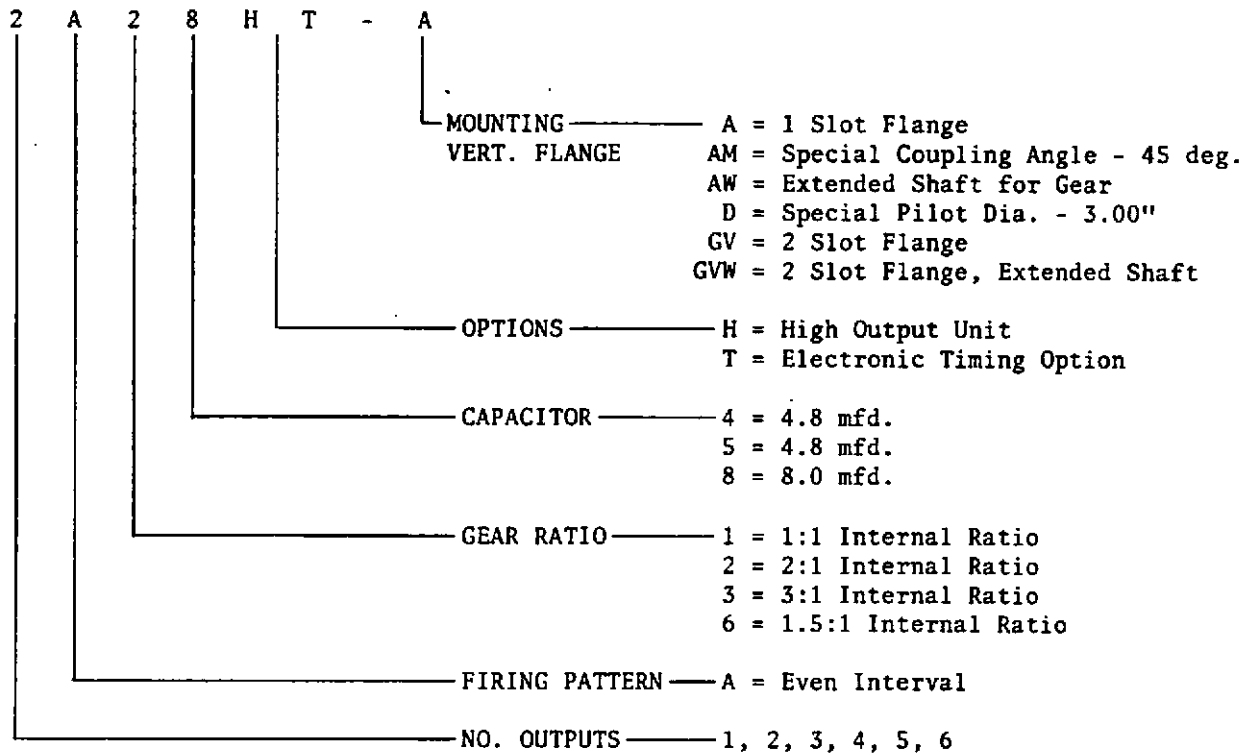 2 A 2 8 H T - A
MOUNTING A = 1 Slot Flange
VERT. FLANGE AM = Special Coupling Angle - 45 deg.
AW = Extended Shaft for Gear
D = Special Pilot Dia. - 3.00"
GV = 2 Slot Flange
GVW = 2 Slot Flange, Extended Shaft
OPTIONS H = High Output Unit
T = Electronic Timing Option
CAPACITOR 4 = 4.8 mfd.
5 = 4.8 mfd.
8 = 8.0 mfd.
GEAR RATIO 1 = 1:1 Internal Ratio
2 = 2:1 Internal Ratio
3 = 3:1 Internal Ratio
6 = 1.5:1 Internal Ratio
FIRING PATTERN A = Even Interval
NO. OUTPUTS 1, 2, 3, 4, 5, 6